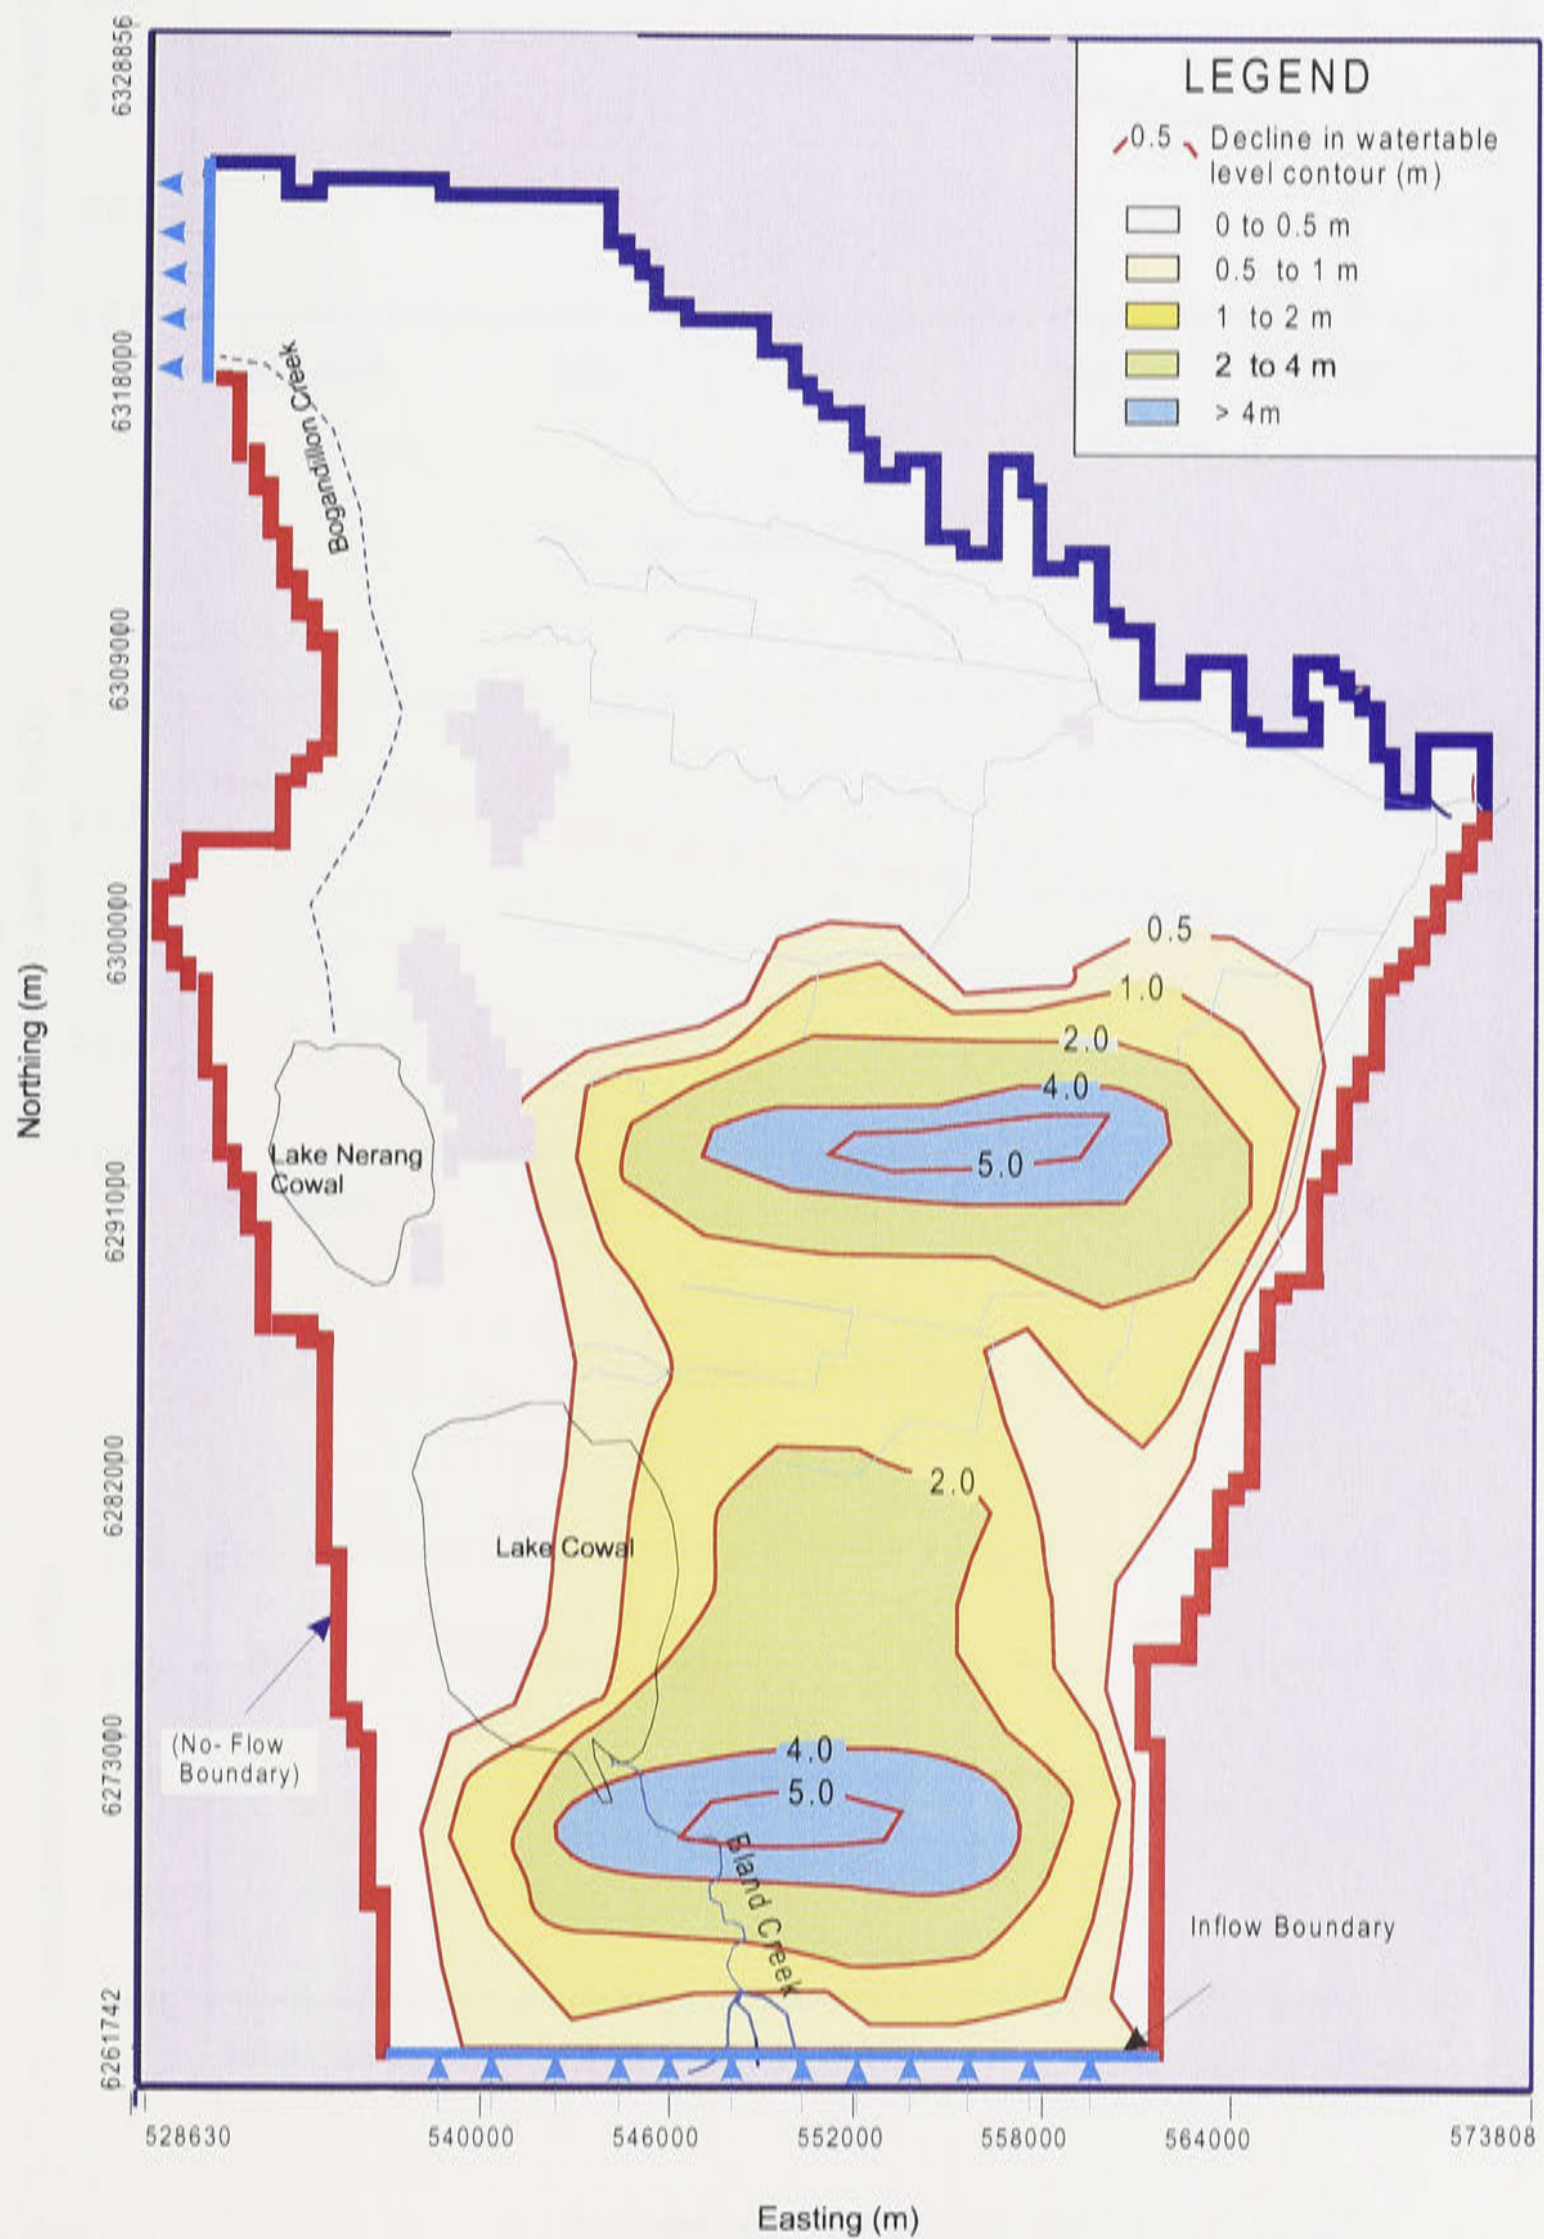 LEGEND
0.5 Decline in watertable
level contour (m)
0 to 0.5 m
0.5 to 1 m
1 to 2 m
2 to 4 m
> 4m
6328856
6318000
6309000
6300000
6291000
6282000
6273000
6261742
Northing (m)
Bogandillon Creek
0.5
1.0
2.0
4.0
5.0
Lake Nerang
Cowal
2.0
Lake Cowal
(No- Flow
Boundary)
4.0
5.0
Bland Creek
Inflow Boundary
528630
540000
546000
552000
558000
564000
573808
Easting (m)